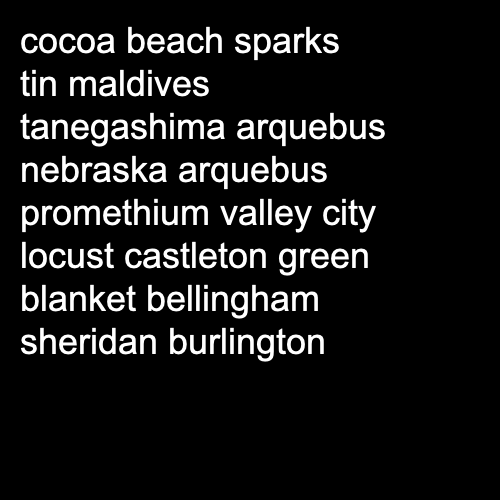 cocoa beach sparks
tin maldives
tanegashima arquebus
nebraska arquebus
promethium valley city
locust castleton green
blanket bellingham
sheridan burlington